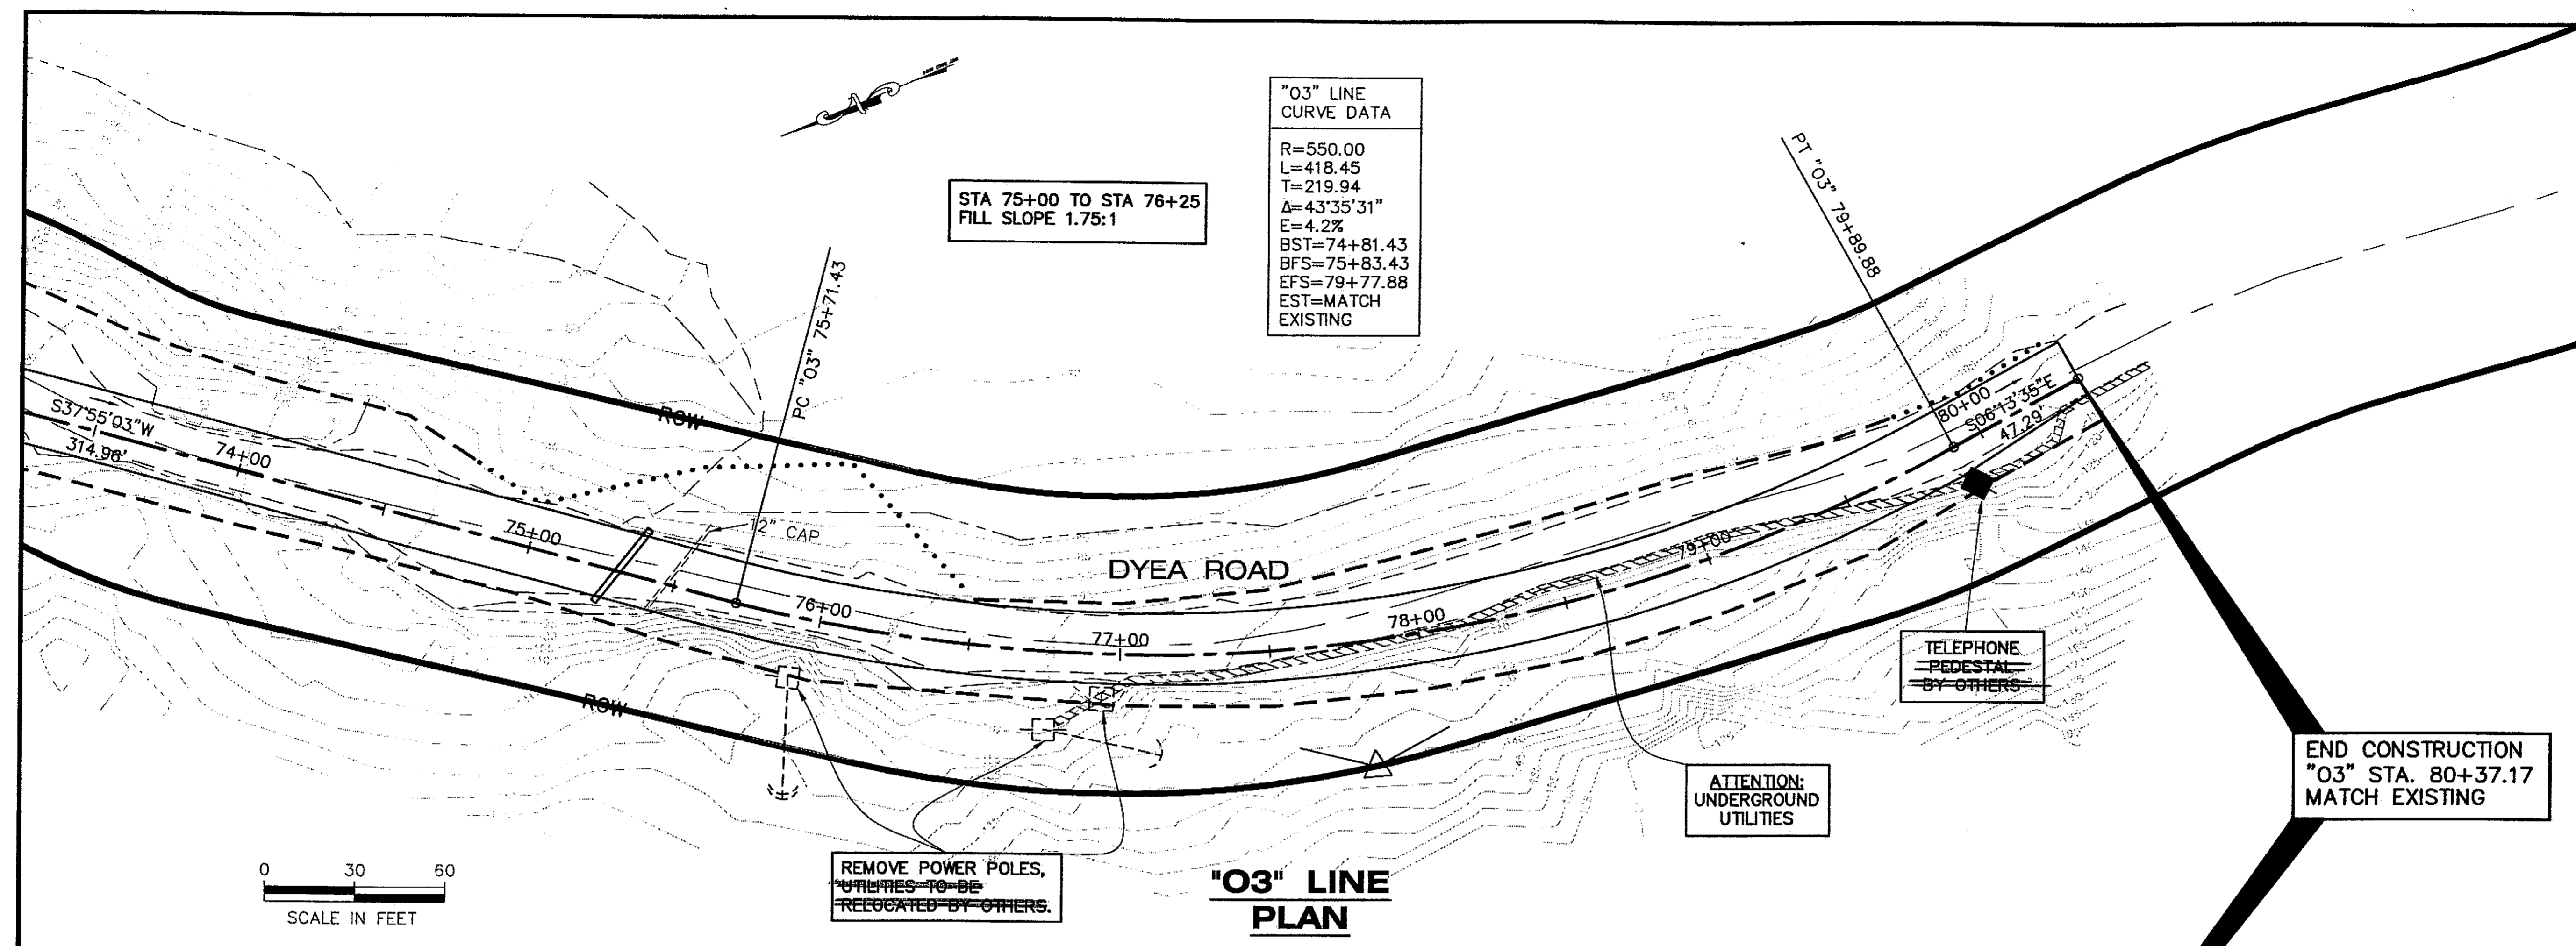 "O3" LINE
CURVE DATA
R=550.00
L=418.45
T=219.94
Δ=43°35'31"
E=4.2%
BST=74+81.43
BFS=75+83.43
EFS=79+77.88
EST=MATCH
EXISTING
STA 75+00 TO STA 76+25
FILL SLOPE 1.75:1
PC "O3" 75+71.43
PT "O3" 79+89.88
S37°55'03"W
314.96'
74+00
75+00
76+00
77+00
78+00
79+00
80+00
S06°13'35"E
47.29'
ROW
ROW
12" CAP
DYEA ROAD
TELEPHONE
PEDESTAL
BY OTHERS
ATTENTION:
UNDERGROUND
UTILITIES
END CONSTRUCTION
"O3" STA. 80+37.17
MATCH EXISTING
REMOVE POWER POLES,
UTILITIES TO BE
RELOCATED BY OTHERS.
0 30 60
SCALE IN FEET
"O3" LINE
PLAN